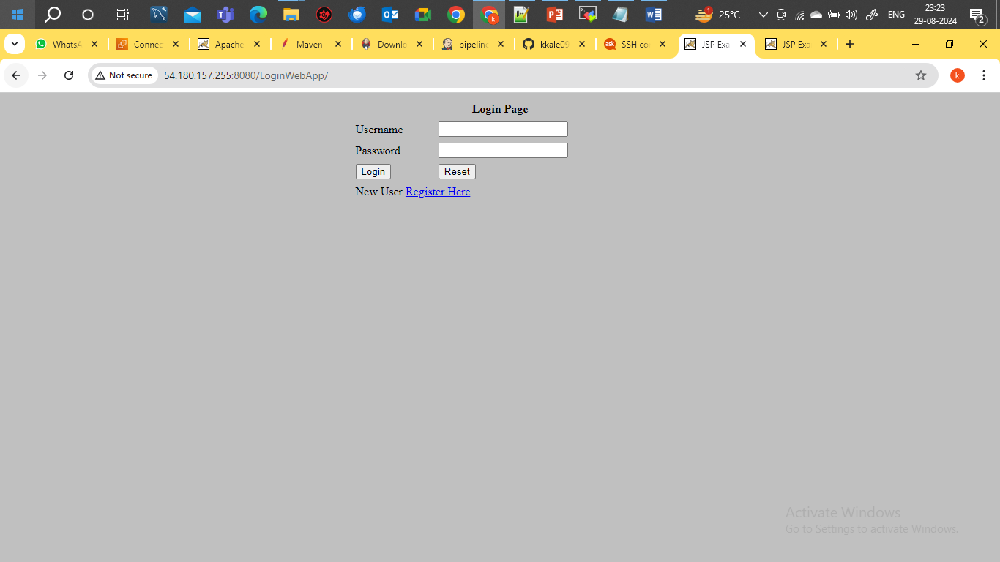 25°C
ENG
23:23
29-08-2024
2
WhatsA
Connec
Apache
Maven
Downlo
pipeline
kkale09
ask
SSH co
JSP Exa
JSP Exa
Not secure
54.180.157.255:8080/LoginWebApp/
k
Login Page
Username
Password
Login Reset
New User Register Here
Activate Windows
Go to Settings to activate Windows.